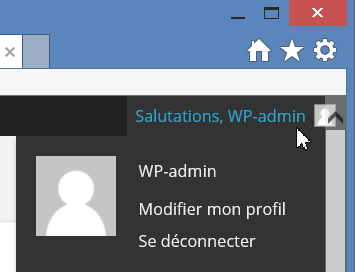 Salutations, WP-admin
WP-admin
Modifier mon profil
Se déconnecter